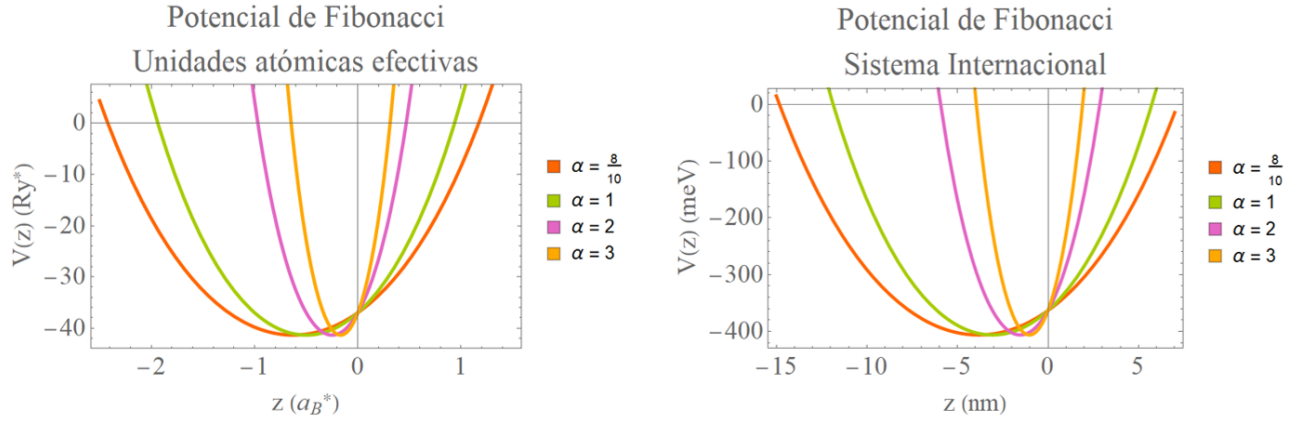 Potencial de Fibonacci
Unidades atómicas efectivas
V(z) (Ry*)
0
−10
−20
−30
−40
−2
−1
0
1
z (a_B*)
α = 8/10
α = 1
α = 2
α = 3
Potencial de Fibonacci
Sistema Internacional
V(z) (meV)
0
−100
−200
−300
−400
−15
−10
−5
0
5
z (nm)
α = 8/10
α = 1
α = 2
α = 3